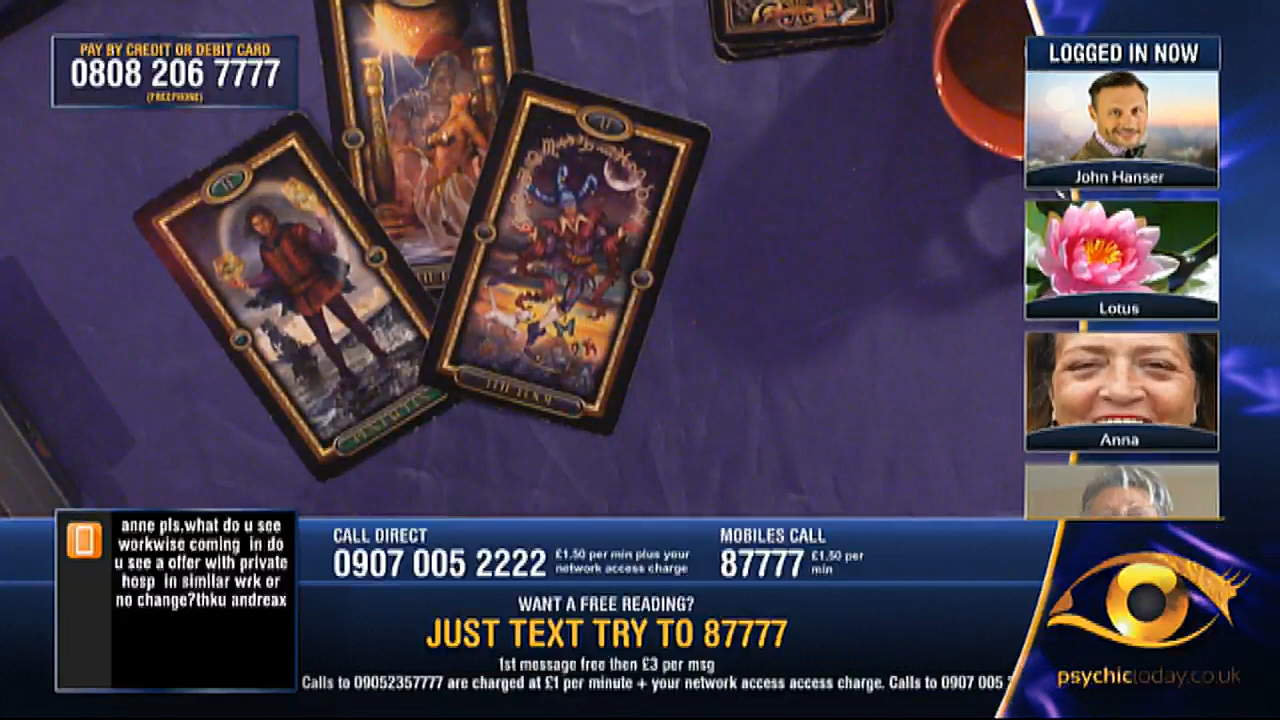 PAY BY CREDIT OR DEBIT CARD
0808 206 7777
(FREEPHONE)
LOGGED IN NOW
John Hanser
Lotus
Anna
II
PENTACLES
anne pls.what do u see
workwise coming in do
u see a offer with private
hosp in similar wrk or
no change?thku andreax
CALL DIRECT
0907 005 2222
£1.50 per min plus your
network access charge
MOBILES CALL
87777
£1.50 per
min
WANT A FREE READING?
JUST TEXT TRY TO 87777
1st message free then £3 per msg
Calls to 09052357777 are charged at £1 per minute + your network access access charge. Calls to 0907 005
psychictoday.co.uk